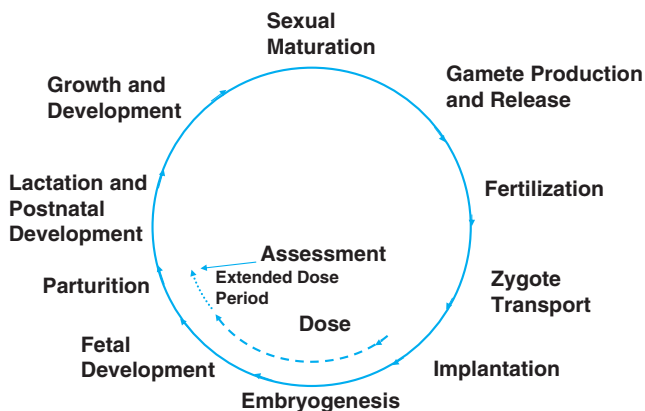 Sexual
Maturation
Gamete Production
and Release
Fertilization
Zygote
Transport
Implantation
Embryogenesis
Fetal
Development
Parturition
Lactation and
Postnatal
Development
Growth and
Development
Assessment
Extended Dose
Period
Dose